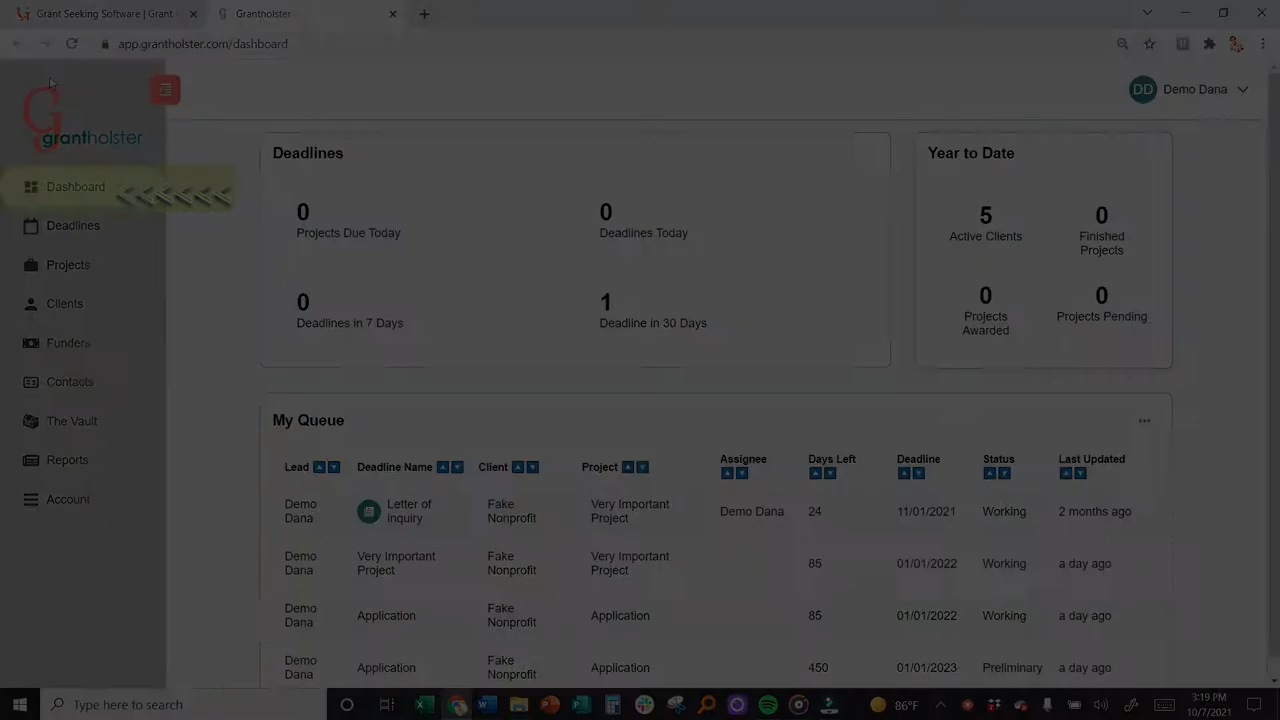 Grant Seeking Software | Grant
Grantholster
app.grantholster.com/dashboard
grantholster
DD Demo Dana
Dashboard
Deadlines
Projects
Clients
Funders
Contacts
The Vault
Reports
Account
Deadlines
0
Projects Due Today
0
Deadlines Today
0
Deadlines in 7 Days
1
Deadline in 30 Days
Year to Date
5
Active Clients
0
Finished
Projects
0
Projects
Awarded
0
Projects Pending
My Queue
Lead Deadline Name Client Project Assignee Days Left Deadline Status Last Updated
Demo Dana Letter of Inquiry Fake Nonprofit Very Important Project Demo Dana 24 11/01/2021 Working 2 months ago
Demo Dana Very Important Project Fake Nonprofit Very Important Project 85 01/01/2022 Working a day ago
Demo Dana Application Fake Nonprofit Application 85 01/01/2022 Working a day ago
Demo Dana Application Fake Nonprofit Application 450 01/01/2023 Preliminary a day ago
Type here to search
86°F
3:19 PM
10/7/2021